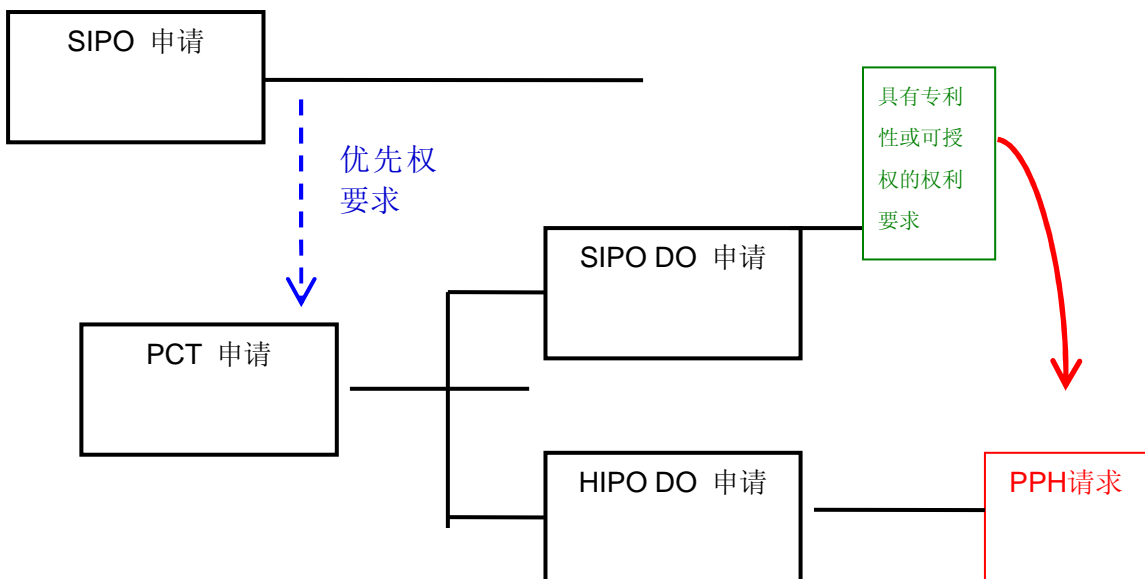 SIPO 申请
具有专利
性或可授
权的权利
要求
优先权
要求
SIPO DO 申请
PCT 申请
HIPO DO 申请
PPH请求